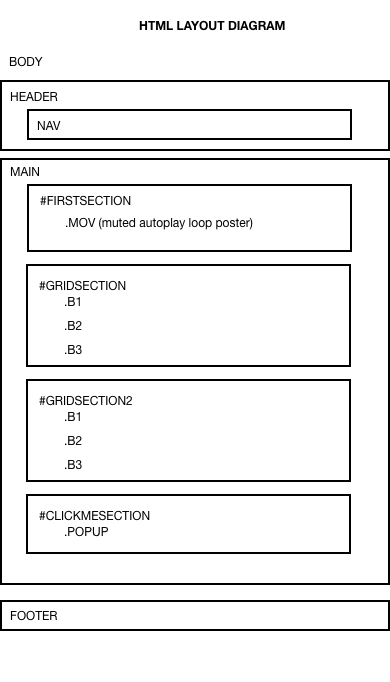 HTML LAYOUT DIAGRAM
BODY
HEADER
NAV
MAIN
#FIRSTSECTION
.MOV (muted autoplay loop poster)
#GRIDSECTION
.B1
.B2
.B3
#GRIDSECTION2
.B1
.B2
.B3
#CLICKMESECTION
.POPUP
FOOTER